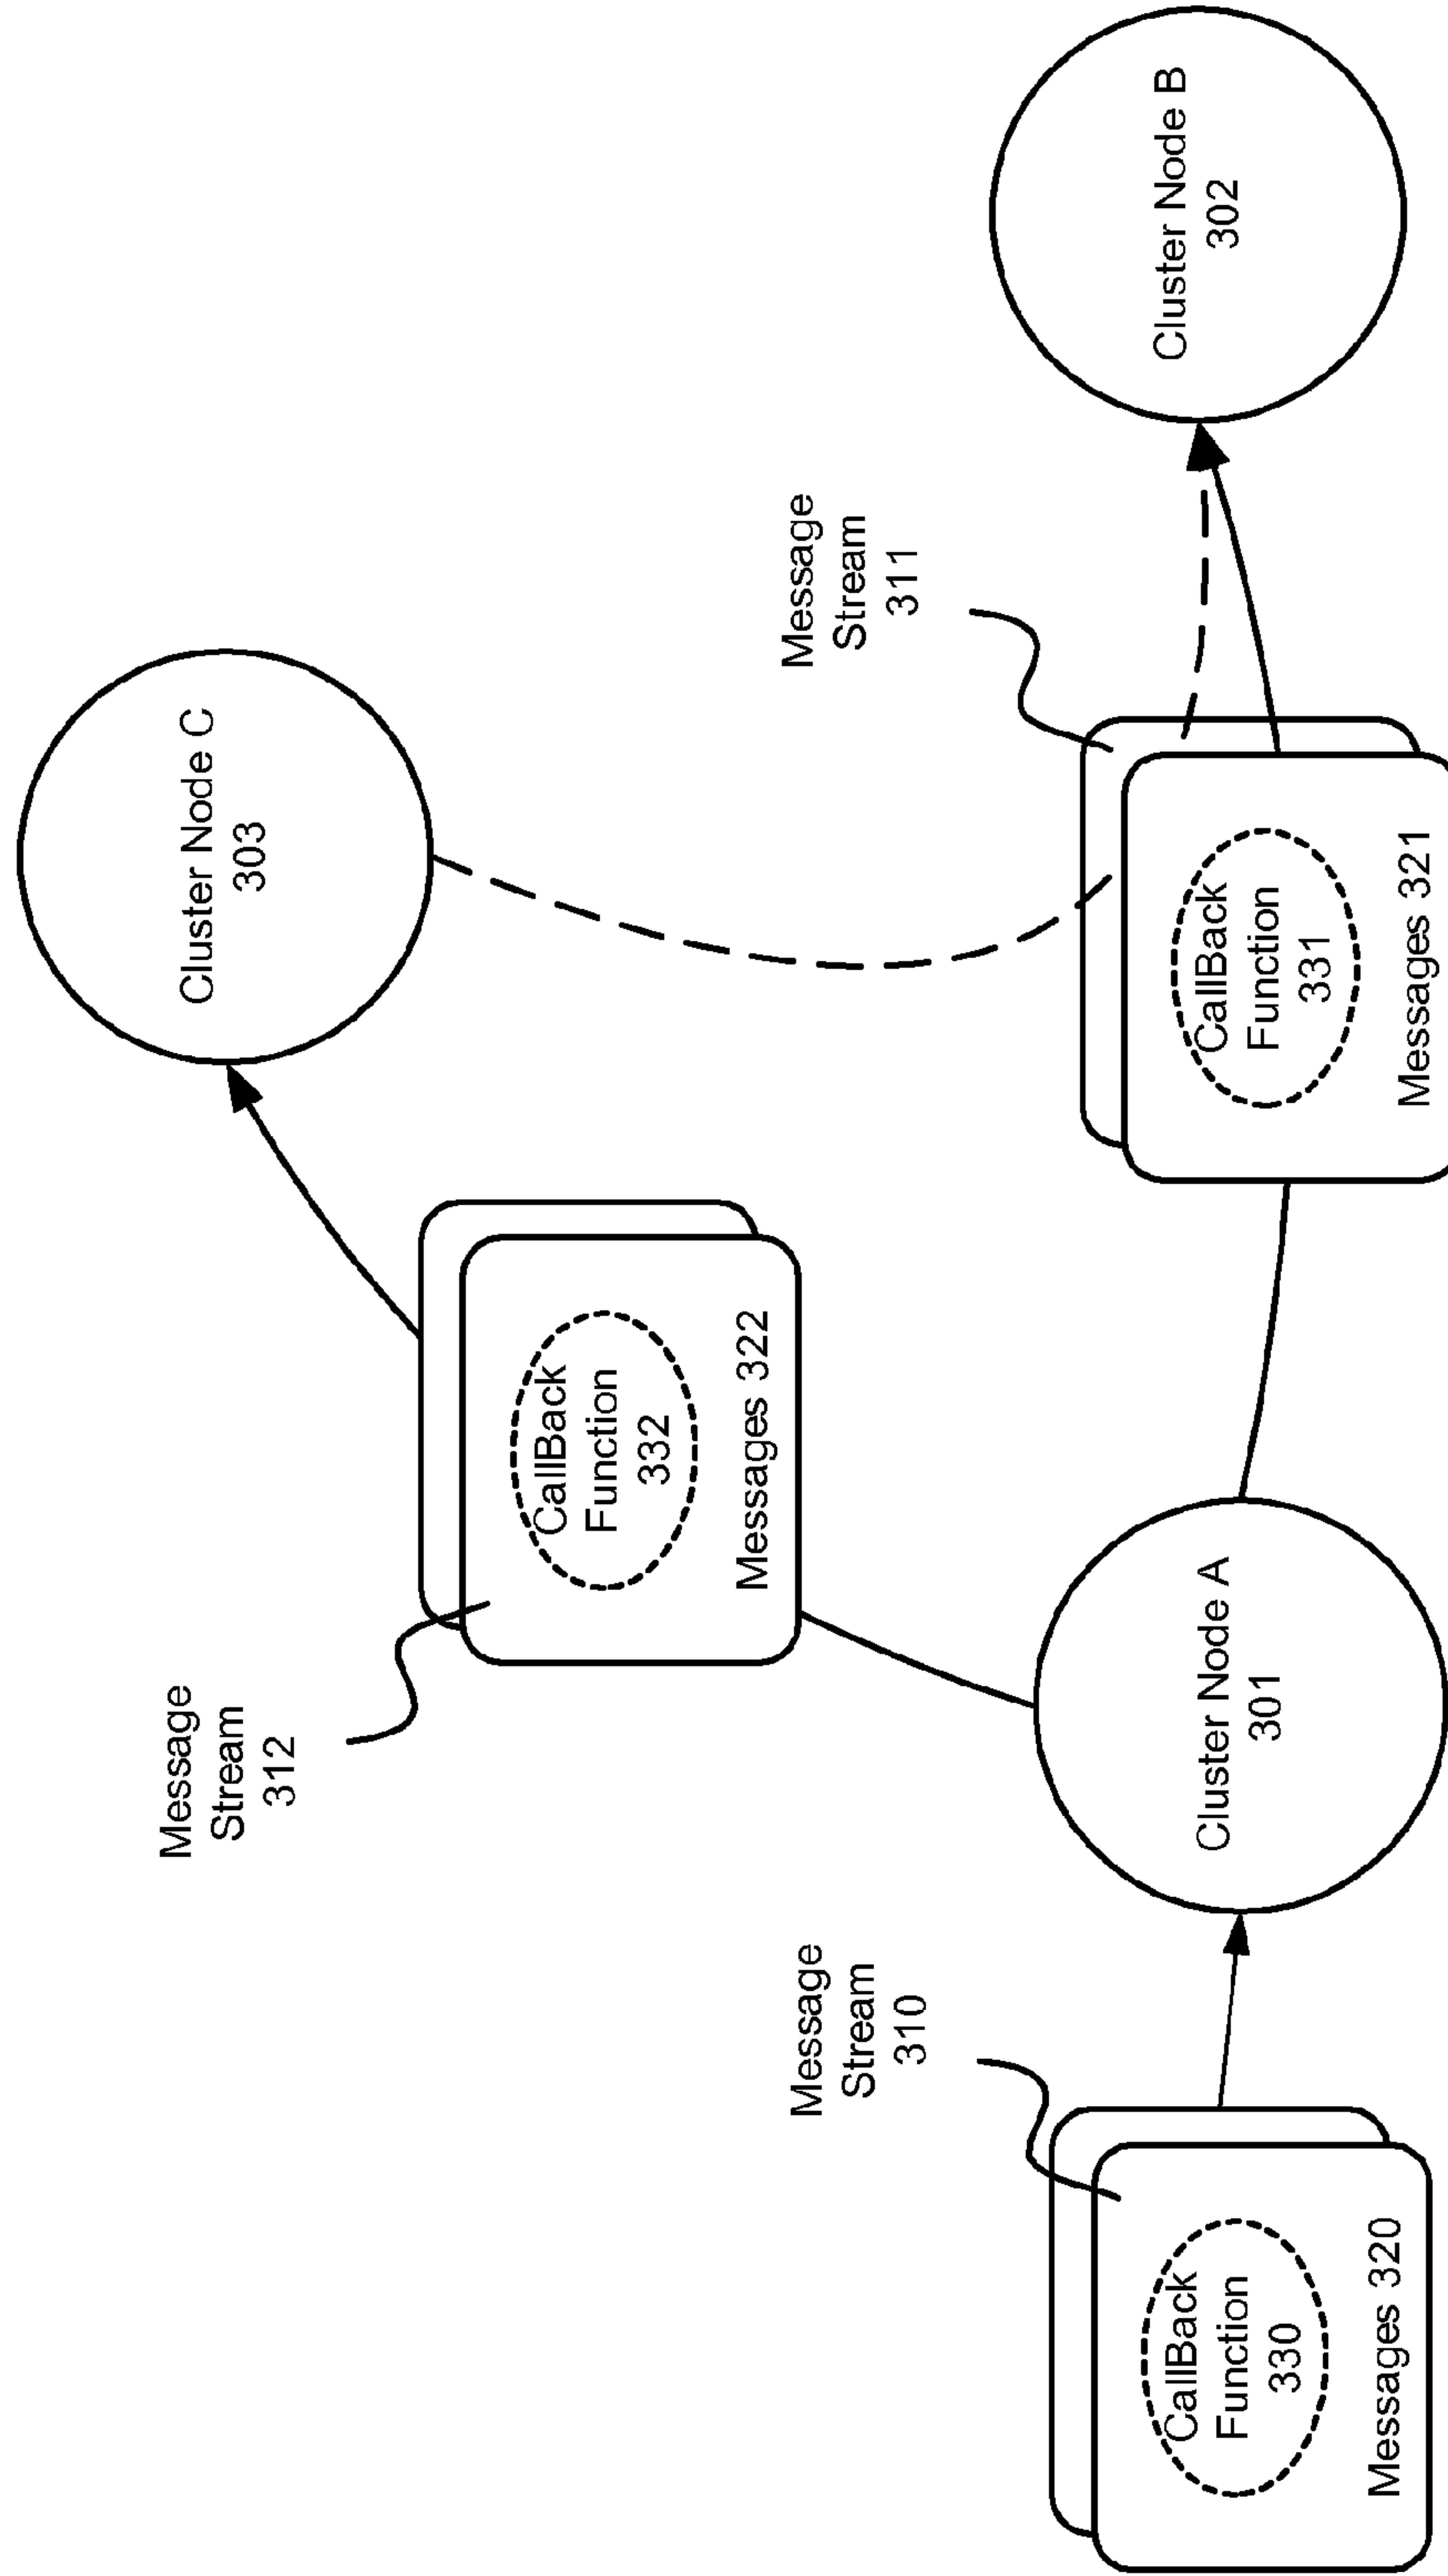 Message
Stream
312
Cluster Node C
303
CallBack
Function
332
Messages 322
Message
Stream
310
Message
Stream
311
CallBack
Function
330
Messages 320
Cluster Node A
301
CallBack
Function
331
Messages 321
Cluster Node B
302